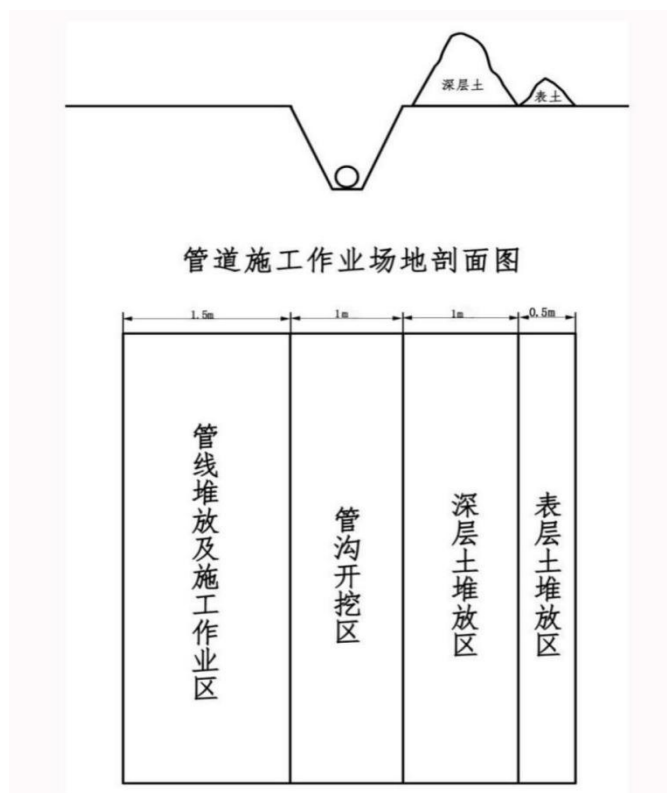 深层土
表土
管道施工作业场地剖面图
1.5m
1m
1m
0.5m
管线堆放及施工作业区
管沟开挖区
深层土堆放区
表层土堆放区